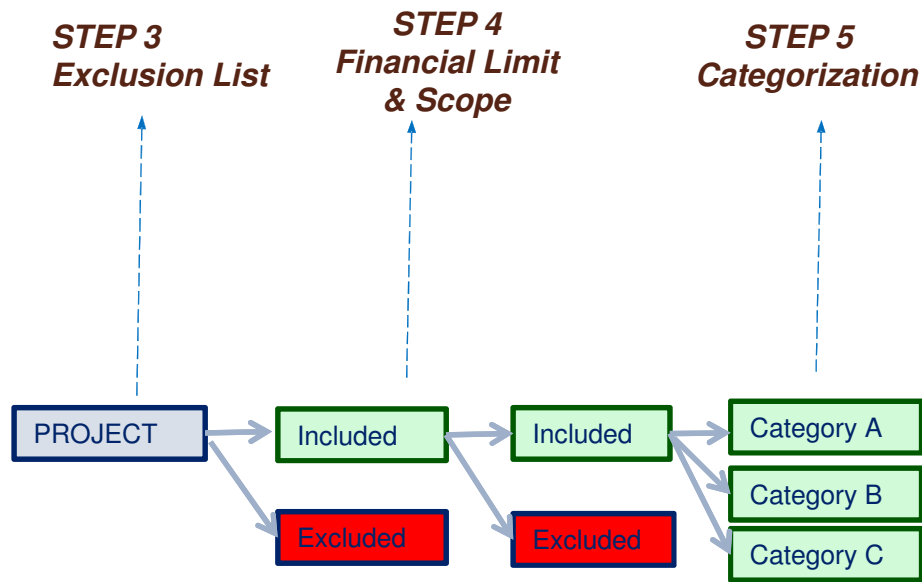 STEP 3
Exclusion List
STEP 4
Financial Limit
& Scope
STEP 5
Categorization
PROJECT
Included
Included
Category A
Category B
Excluded
Excluded
Category C